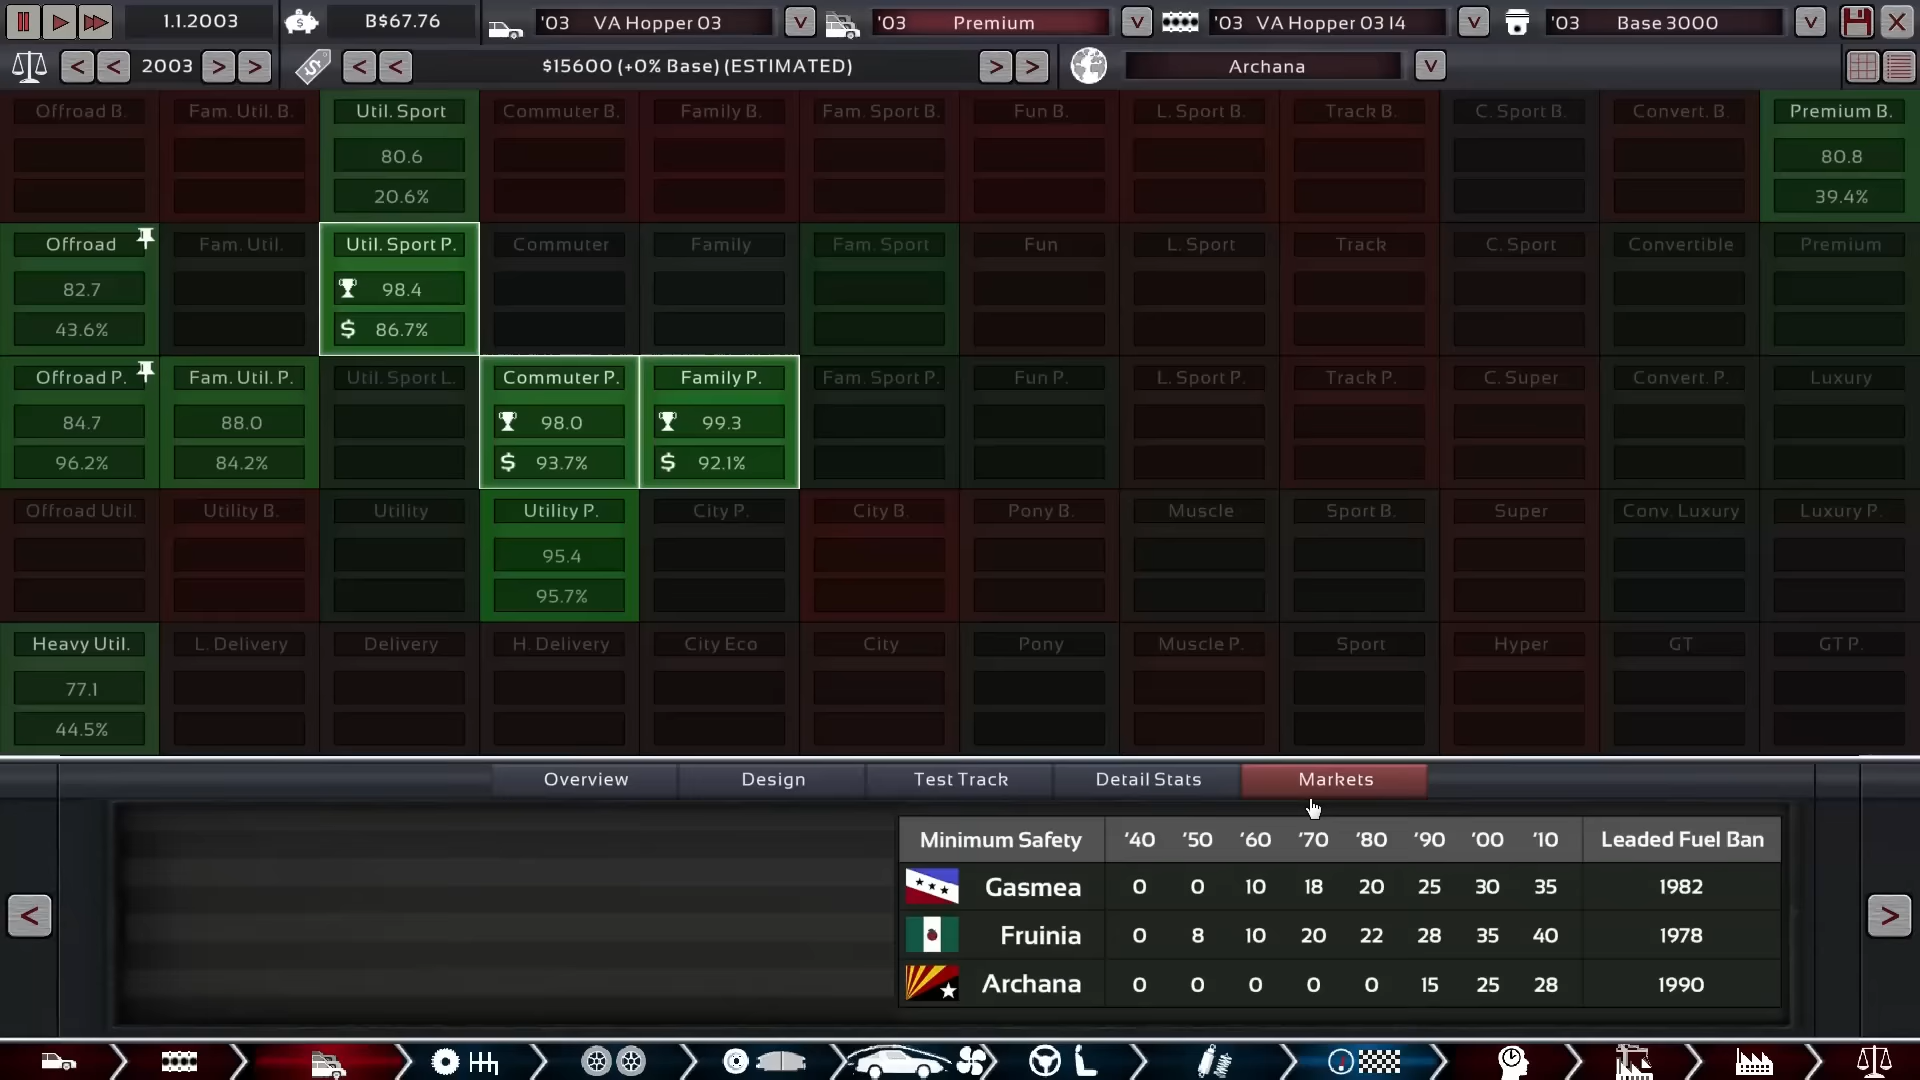 1.1.2003 B$67.76 '03 VA Hopper 03 V '03 Premium V '03 VA Hopper 03 I4 V '03 Base 3000 V X
< < 2003 > > < < $15600 (+0% Base) (ESTIMATED) > > Archana V
Offroad B. Fam. Util. B. Util. Sport Commuter B. Family B. Fam. Sport B. Fun B. L. Sport B. Track B. C. Sport B. Convert. B. Premium B.
80.6 80.8
20.6% 39.4%
Offroad Fam. Util. Util. Sport P. Commuter Family Fam. Sport Fun L. Sport Track C. Sport Convertible Premium
82.7 98.4
43.6% $ 86.7%
Offroad P. Fam. Util. P. Util. Sport L. Commuter P. Family P. Fam. Sport P. Fun P. L. Sport P. Track P. C. Super Convert. P. Luxury
84.7 88.0 98.0 99.3
96.2% 84.2% $ 93.7% $ 92.1%
Offroad Util. Utility B. Utility Utility P. City P. City B. Pony B. Muscle Sport B. Super Conv. Luxury Luxury P.
95.4
95.7%
Heavy Util. L. Delivery Delivery H. Delivery City Eco City Pony Muscle P. Sport Hyper GT GT P.
77.1
44.5%
Overview Design Test Track Detail Stats Markets
Minimum Safety '40 '50 '60 '70 '80 '90 '00 '10 Leaded Fuel Ban
Gasmea 0 0 10 18 20 25 30 35 1982
< Fruinia 0 8 10 20 22 28 35 40 1978 >
Archana 0 0 0 0 0 15 25 28 1990